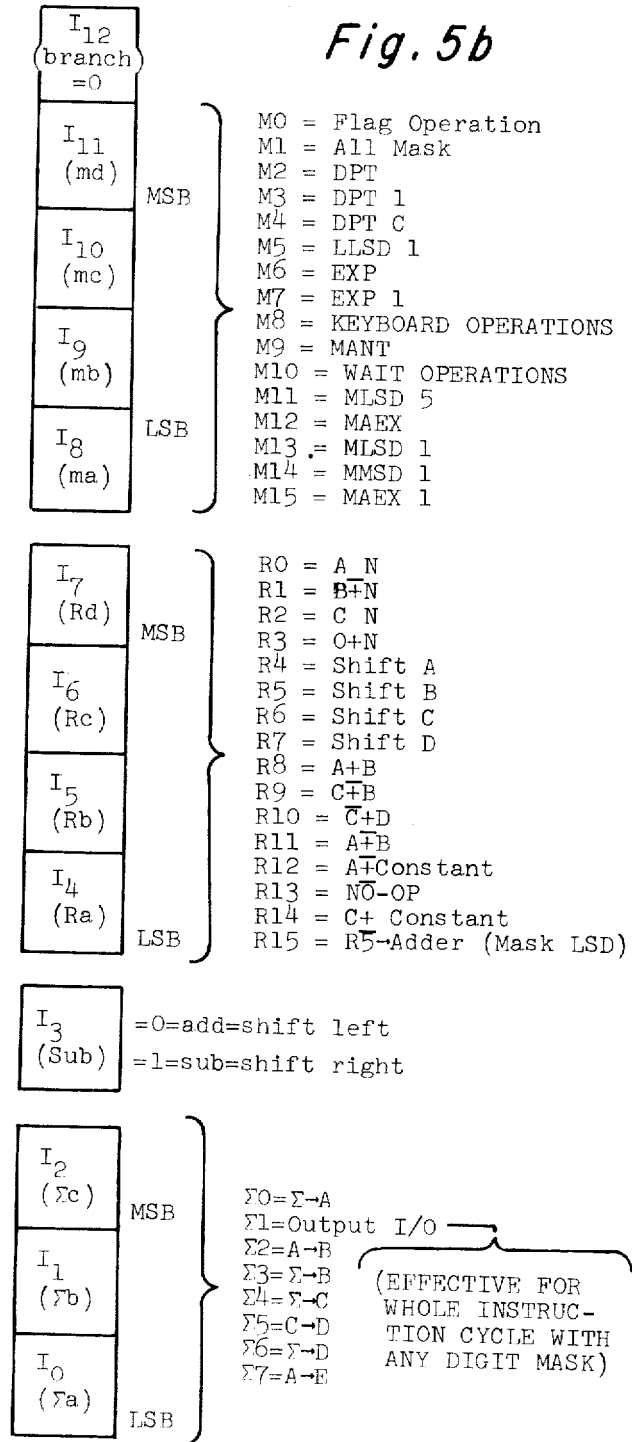 Fig. 5b
I12
(branch
=0
I11
(md)
MSB
I10
(mc)
I9
(mb)
LSB
I8
(ma)
M0 = Flag Operation
M1 = All Mask
M2 = DPT
M3 = DPT 1
M4 = DPT C
M5 = LLSD 1
M6 = EXP
M7 = EXP 1
M8 = KEYBOARD OPERATIONS
M9 = MANT
M10 = WAIT OPERATIONS
M11 = MLSD 5
M12 = MAEX
M13 = MLSD 1
M14 = MMSD 1
M15 = MAEX 1
I7
(Rd)
MSB
I6
(Rc)
I5
(Rb)
I4
(Ra)
LSB
R0 = A N
R1 = B∓N
R2 = C N
R3 = 0+N
R4 = Shift A
R5 = Shift B
R6 = Shift C
R7 = Shift D
R8 = A+B
R9 = C∓B
R10 = C̅+D
R11 = A∓B
R12 = A∓Constant
R13 = NO̅-OP
R14 = C+ Constant
R15 = R5̅→Adder (Mask LSD)
I3
(Sub)
=0=add=shift left
=1=sub=shift right
I2
(Σc)
MSB
I1
(Σb)
I0
(Σa)
LSB
Σ0=Σ→A
Σ1=Output I/O
Σ2=A→B
Σ3=Σ→B
Σ4=Σ→C
Σ5=C→D
Σ6=Σ→D
Σ7=A→E
(EFFECTIVE FOR
WHOLE INSTRUC-
TION CYCLE WITH
ANY DIGIT MASK)